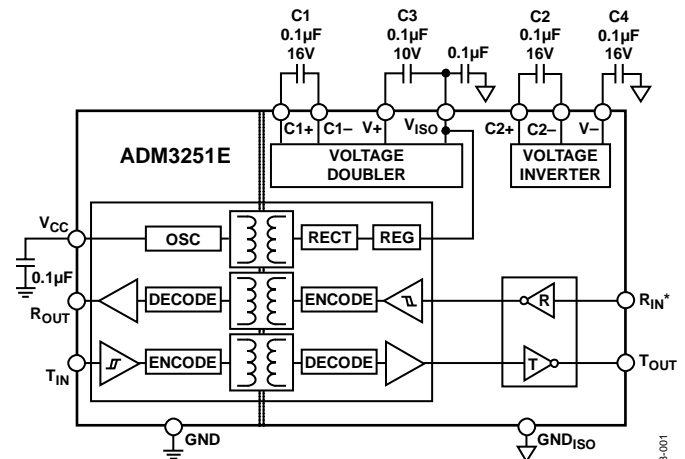 C1 C3 C2 C4
0.1µF 0.1µF 0.1µF 0.1µF
16V 10V 0.1µF 16V 16V
C1+ C1– V+ VISO C2+ C2– V–
ADM3251E
VOLTAGE DOUBLER
VOLTAGE INVERTER
VCC
0.1µF
OSC RECT REG
ROUT
DECODE ENCODE
R RIN*
TIN
ENCODE DECODE
T TOUT
GND
GNDISO